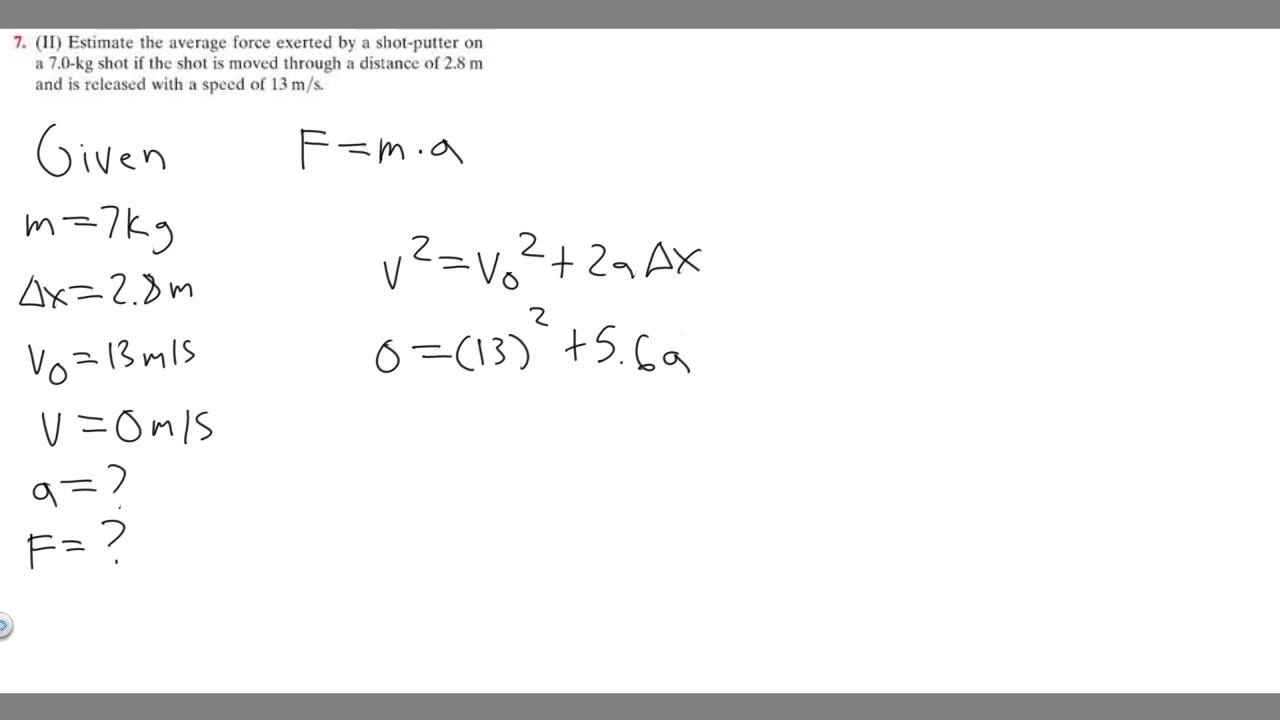 7. (II) Estimate the average force exerted by a shot-putter on
a 7.0-kg shot if the shot is moved through a distance of 2.8 m
and is released with a speed of 13 m/s.
Given
F=m·a
m=7kg
Δx=2.8m
v₀=13m/s
v=0m/s
a=?
F=?
v²=v₀²+2aΔx
0=(13)²+5.6a